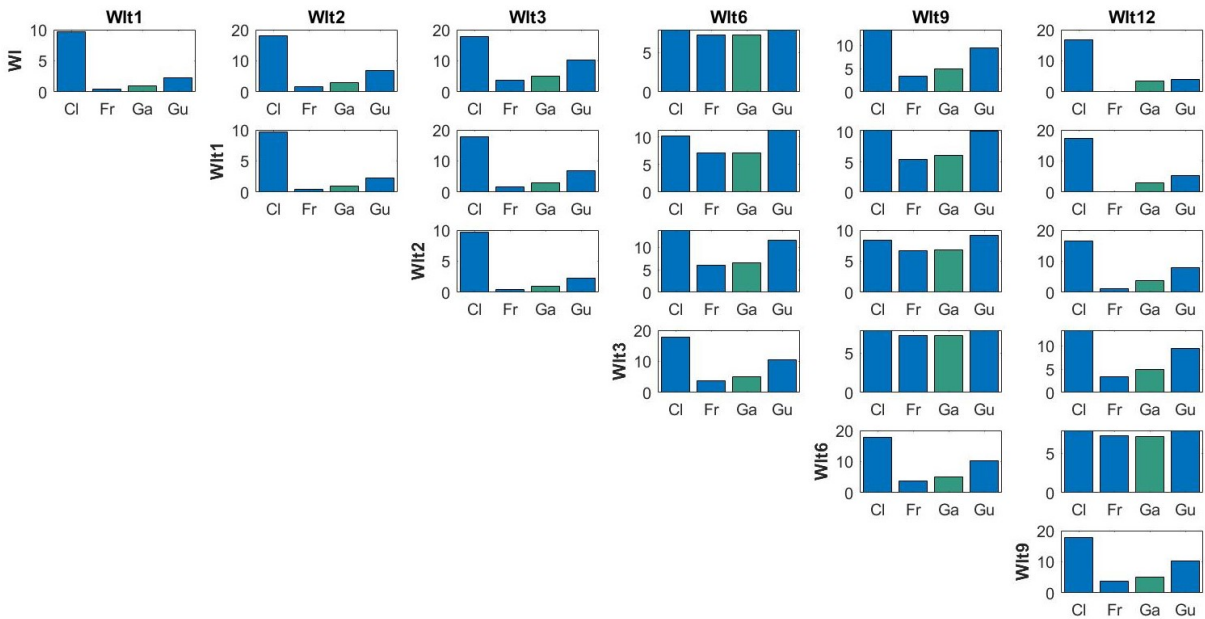 Wlt1 Wlt2 Wlt3 Wlt6 Wlt9 Wlt12
Wl
10 20 20 13 20
5 10 10 5 10 10
5
0 0 0 0 0 0
Cl Fr Ga Gu Cl Fr Ga Gu Cl Fr Ga Gu Cl Fr Ga Gu Cl Fr Ga Gu Cl Fr Ga Gu
Wlt1
10 20 10 10 20
5 10 5 5 10
0 0 0 0 0
Cl Fr Ga Gu Cl Fr Ga Gu Cl Fr Ga Gu Cl Fr Ga Gu Cl Fr Ga Gu
Wlt2
10 10 10 20
5 5 5 10
0 0 0 0
Cl Fr Ga Gu Cl Fr Ga Gu Cl Fr Ga Gu Cl Fr Ga Gu
Wlt3
20 5 10
10 5
0 0 0
Cl Fr Ga Gu Cl Fr Ga Gu Cl Fr Ga Gu
Wlt6
20 5
10
0 0
Cl Fr Ga Gu Cl Fr Ga Gu
Wlt9
20
10
0
Cl Fr Ga Gu